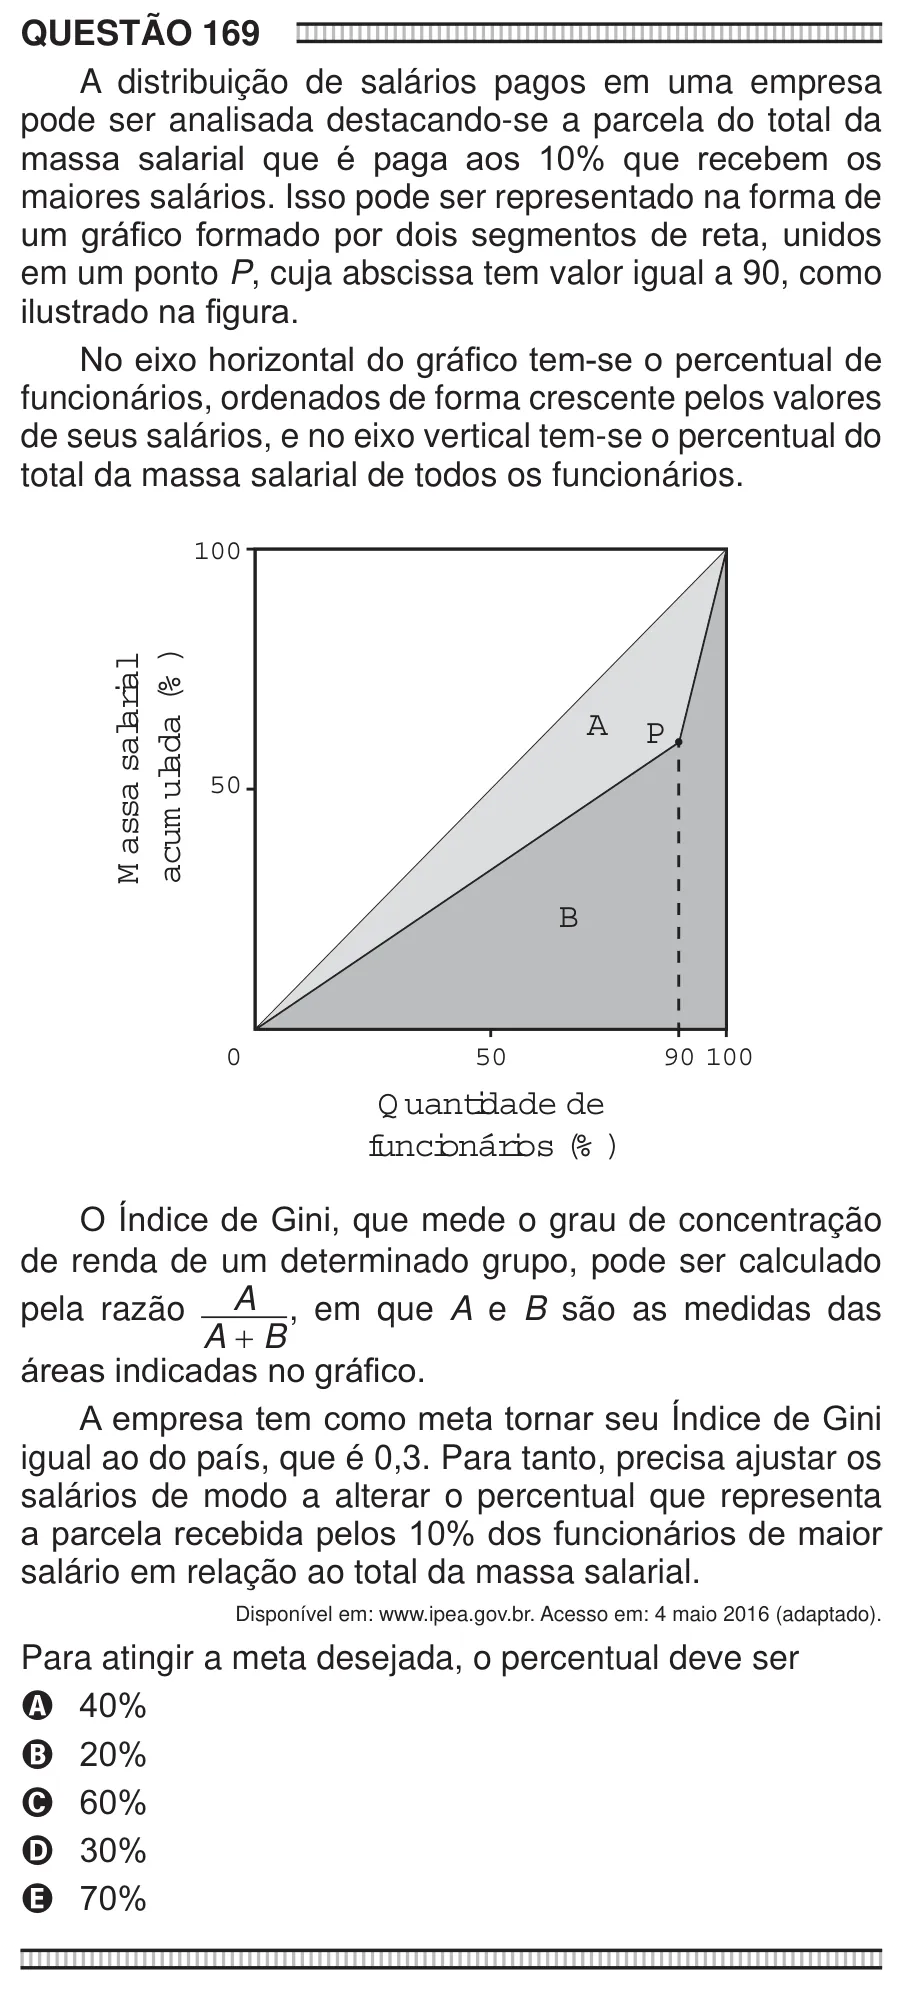 QUESTÃO 169
A distribuição de salários pagos em uma empresa
pode ser analisada destacando-se a parcela do total da
massa salarial que é paga aos 10% que recebem os
maiores salários. Isso pode ser representado na forma de
um gráfico formado por dois segmentos de reta, unidos
em um ponto P, cuja abscissa tem valor igual a 90, como
ilustrado na figura.
No eixo horizontal do gráfico tem-se o percentual de
funcionários, ordenados de forma crescente pelos valores
de seus salários, e no eixo vertical tem-se o percentual do
total da massa salarial de todos os funcionários.
100
Massa salarial
acumulada (%)
A
P
50
B
0 50 90 100
Quantidade de
funcionários (%)
O Índice de Gini, que mede o grau de concentração
de renda de um determinado grupo, pode ser calculado
pela razão A / (A + B), em que A e B são as medidas das
áreas indicadas no gráfico.
A empresa tem como meta tornar seu Índice de Gini
igual ao do país, que é 0,3. Para tanto, precisa ajustar os
salários de modo a alterar o percentual que representa
a parcela recebida pelos 10% dos funcionários de maior
salário em relação ao total da massa salarial.
Disponível em: www.ipea.gov.br. Acesso em: 4 maio 2016 (adaptado).
Para atingir a meta desejada, o percentual deve ser
A 40%
B 20%
C 60%
D 30%
E 70%